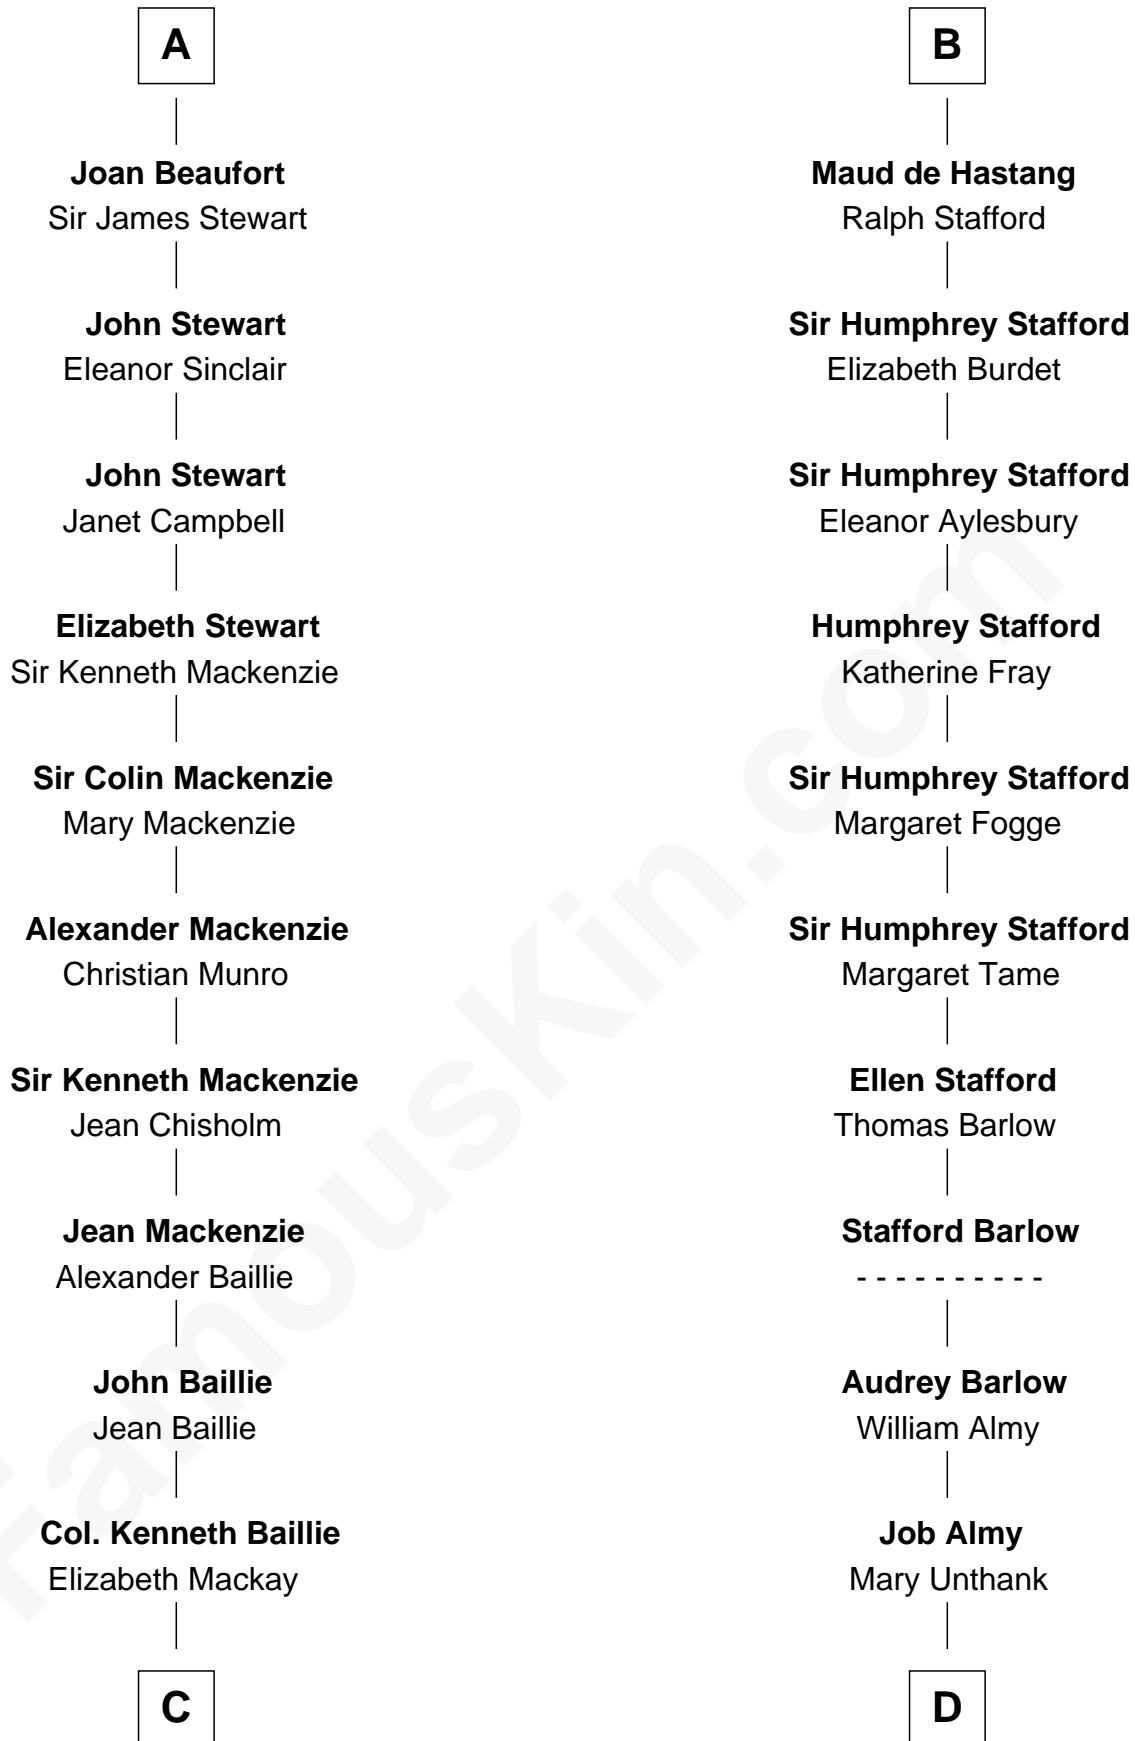 A
Joan Beaufort
Sir James Stewart
John Stewart
Eleanor Sinclair
John Stewart
Janet Campbell
Elizabeth Stewart
Sir Kenneth Mackenzie
Sir Colin Mackenzie
Mary Mackenzie
Alexander Mackenzie
Christian Munro
Sir Kenneth Mackenzie
Jean Chisholm
Jean Mackenzie
Alexander Baillie
John Baillie
Jean Baillie
Col. Kenneth Baillie
Elizabeth Mackay
C
B
Maud de Hastang
Ralph Stafford
Sir Humphrey Stafford
Elizabeth Burdet
Sir Humphrey Stafford
Eleanor Aylesbury
Humphrey Stafford
Katherine Fray
Sir Humphrey Stafford
Margaret Fogge
Sir Humphrey Stafford
Margaret Tame
Ellen Stafford
Thomas Barlow
Stafford Barlow
- - - - - - - - - -
Audrey Barlow
William Almy
Job Almy
Mary Unthank
D
FamousKin.com